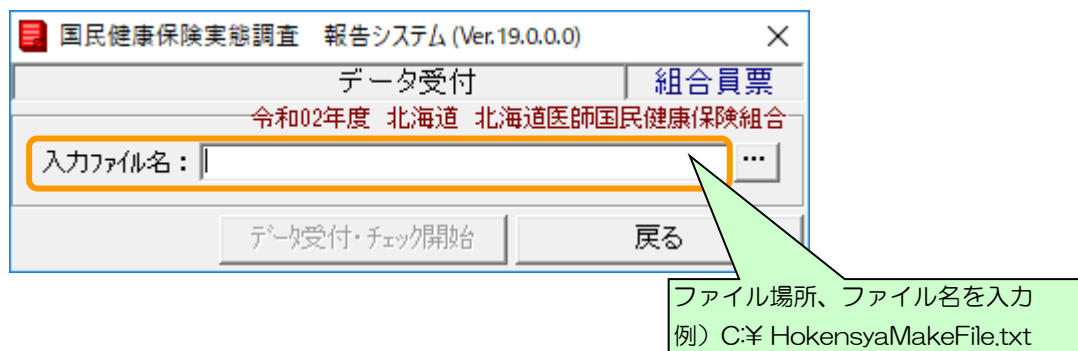 国民健康保険実態調査　報告システム (Ver.19.0.0.0)
データ受付　組合員票
令和02年度 北海道 北海道医師国民健康保険組合
入力ﾌｧｲﾙ名：
...
ﾃﾞｰﾀ受付・ﾁｪｯｸ開始　戻る
ファイル場所、ファイル名を入力
例）C:¥ HokensyaMakeFile.txt